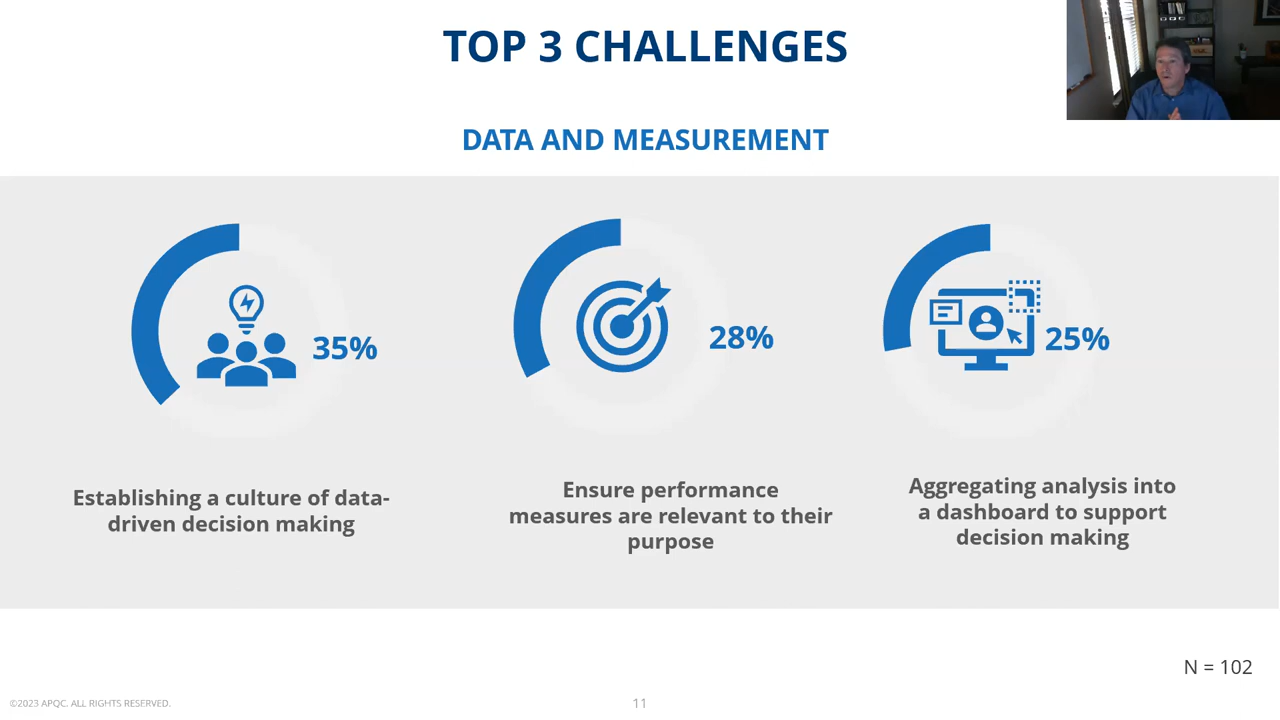 TOP 3 CHALLENGES
DATA AND MEASUREMENT
35%
28%
25%
Establishing a culture of data-
driven decision making
Ensure performance
measures are relevant to their
purpose
Aggregating analysis into
a dashboard to support
decision making
N = 102
©2023 APQC. ALL RIGHTS RESERVED.
11